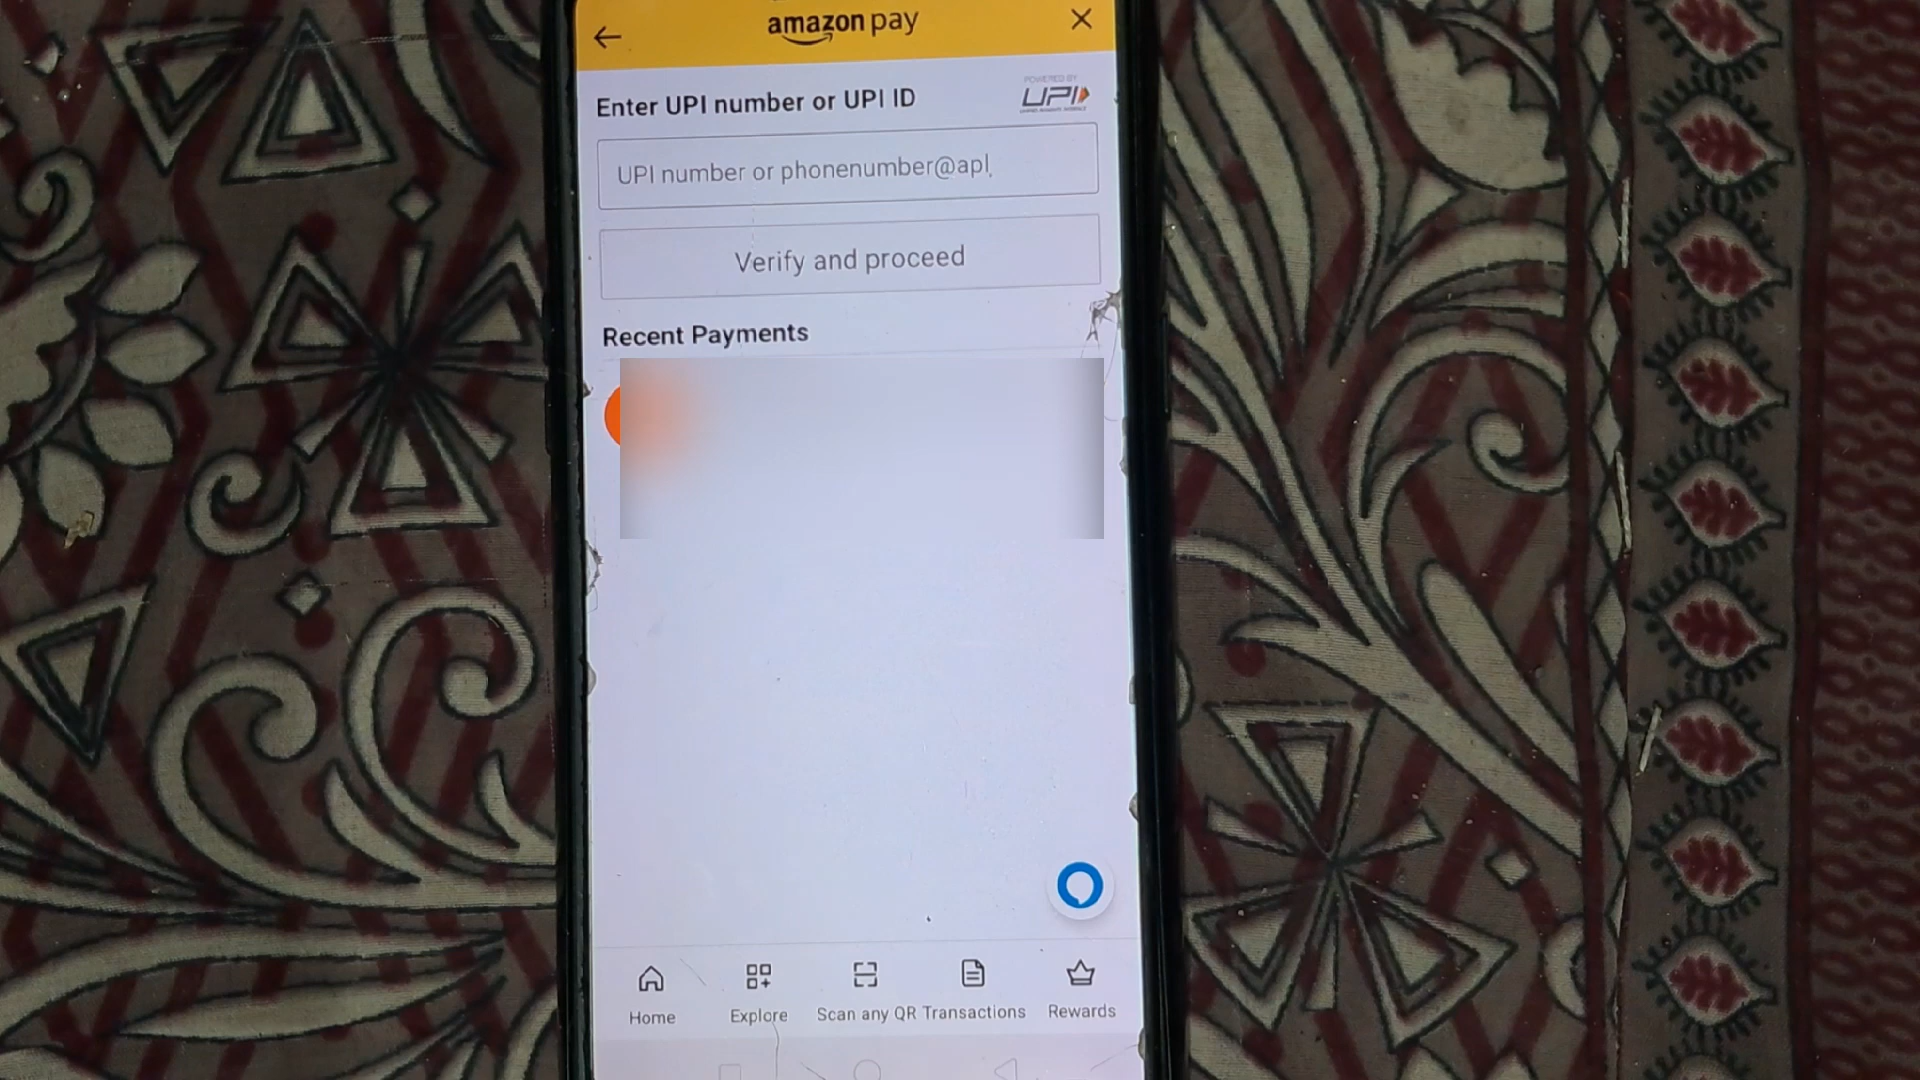 amazon pay
Enter UPI number or UPI ID
POWERED BY
UPI
UPI number or phonenumber@apl
Verify and proceed
Recent Payments
Home
Explore
Scan any QR
Transactions
Rewards